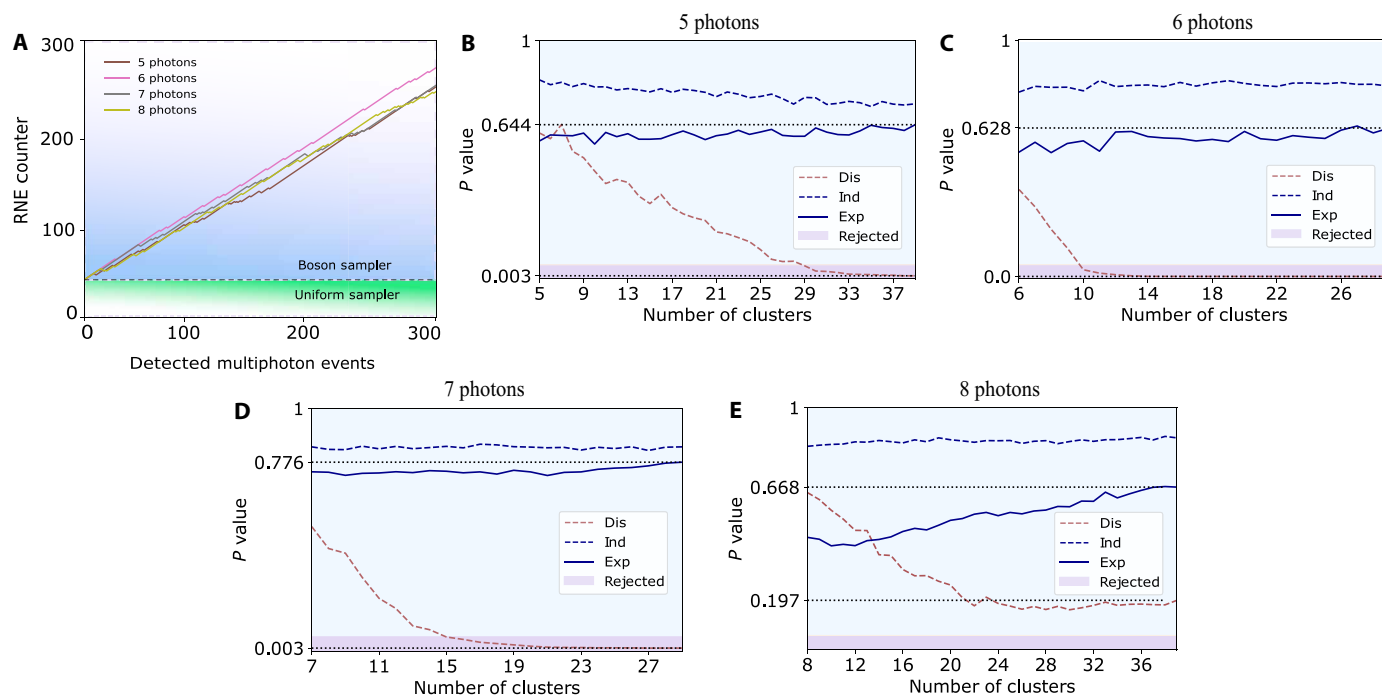 A
RNE counter
300
200
100
0
5 photons
6 photons
7 photons
8 photons
Boson sampler
Uniform sampler
0 100 200 300
Detected multiphoton events
B
5 photons
P value
1
0.644
0.003
Dis
Ind
Exp
Rejected
5 9 13 17 21 25 29 33 37
Number of clusters
C
6 photons
P value
1
0.628
0.0
Dis
Ind
Exp
Rejected
6 10 14 18 22 26
Number of clusters
D
7 photons
P value
1
0.776
0.003
Dis
Ind
Exp
Rejected
7 11 15 19 23 27
Number of clusters
E
8 photons
P value
1
0.668
0.197
Dis
Ind
Exp
Rejected
8 12 16 20 24 28 32 36
Number of clusters